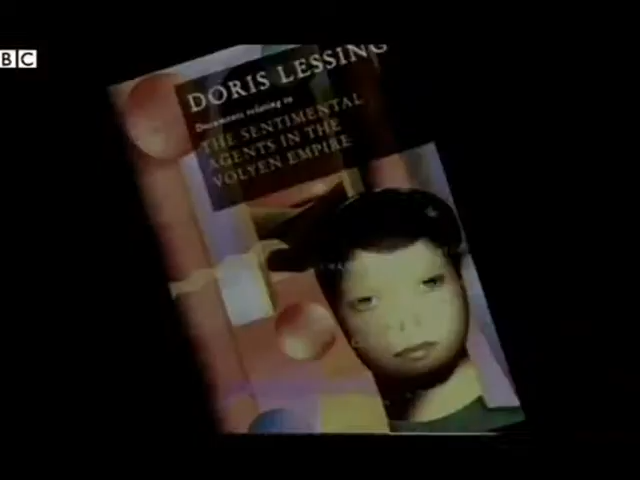 BBC
DORIS LESSING
Documents relating to
THE SENTIMENTAL
AGENTS IN THE
VOLYEN EMPIRE